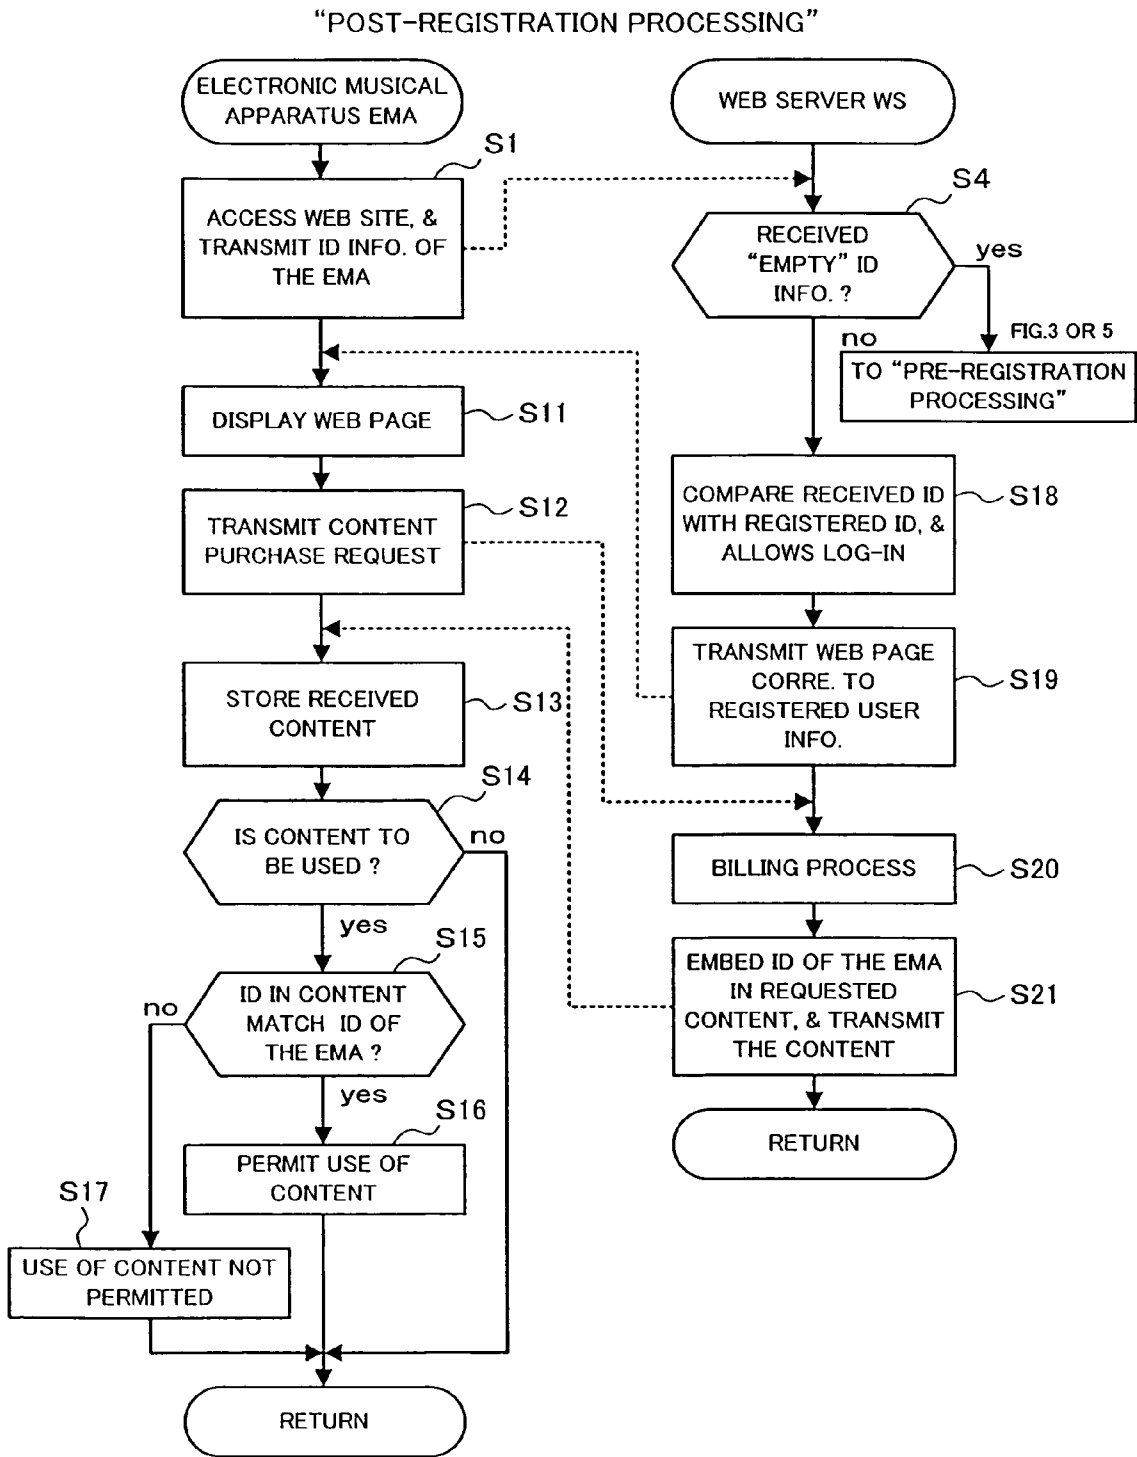 “POST-REGISTRATION PROCESSING”
ELECTRONIC MUSICAL
APPARATUS EMA
S1
ACCESS WEB SITE, &
TRANSMIT ID INFO. OF
THE EMA
DISPLAY WEB PAGE
S11
TRANSMIT CONTENT
PURCHASE REQUEST
S12
STORE RECEIVED
CONTENT
S13
S14
IS CONTENT TO
BE USED ?
no
yes
S15
ID IN CONTENT
MATCH ID OF
THE EMA ?
no
yes
S16
PERMIT USE OF
CONTENT
S17
USE OF CONTENT NOT
PERMITTED
RETURN
WEB SERVER WS
S4
RECEIVED
“EMPTY” ID
INFO. ?
yes
no
FIG.3 OR 5
TO “PRE-REGISTRATION
PROCESSING”
COMPARE RECEIVED ID
WITH REGISTERED ID, &
ALLOWS LOG-IN
S18
TRANSMIT WEB PAGE
CORRE. TO
REGISTERED USER
INFO.
S19
BILLING PROCESS
S20
EMBED ID OF THE EMA
IN REQUESTED
CONTENT, & TRANSMIT
THE CONTENT
S21
RETURN